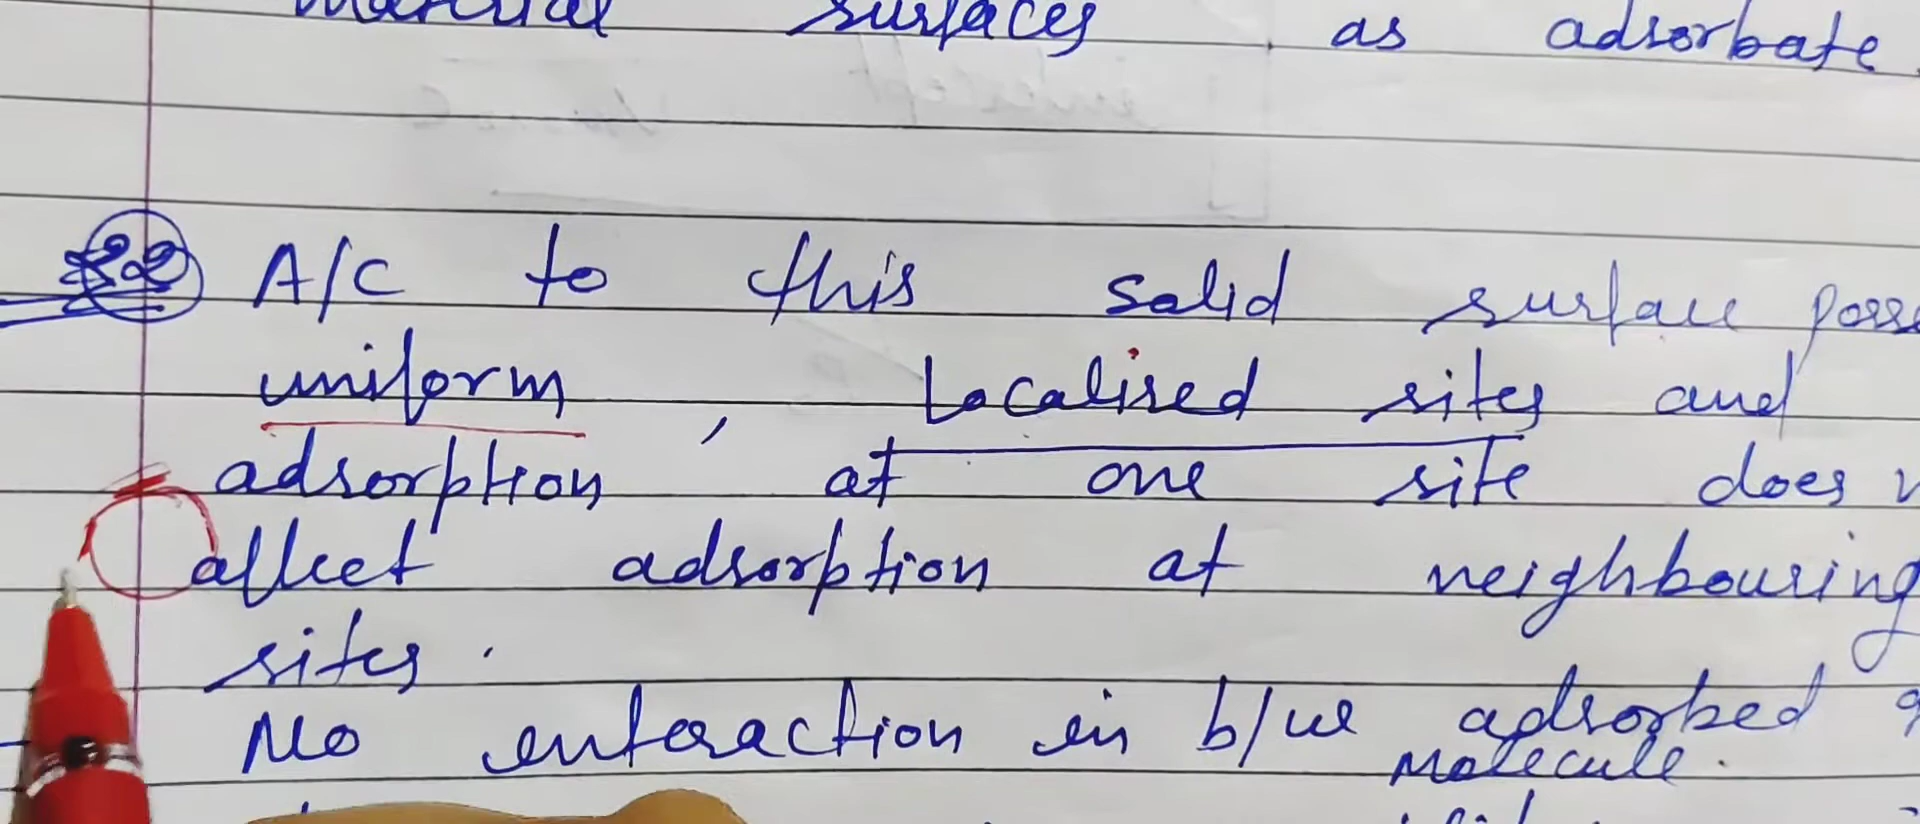 material surfaces as adsorbate.
A/C to this solid surface poss
uniform, Localised sites and
adsorption at one site does n
affect adsorption at neighbouring
sites.
No interaction in b/w adsorbed
molecule.